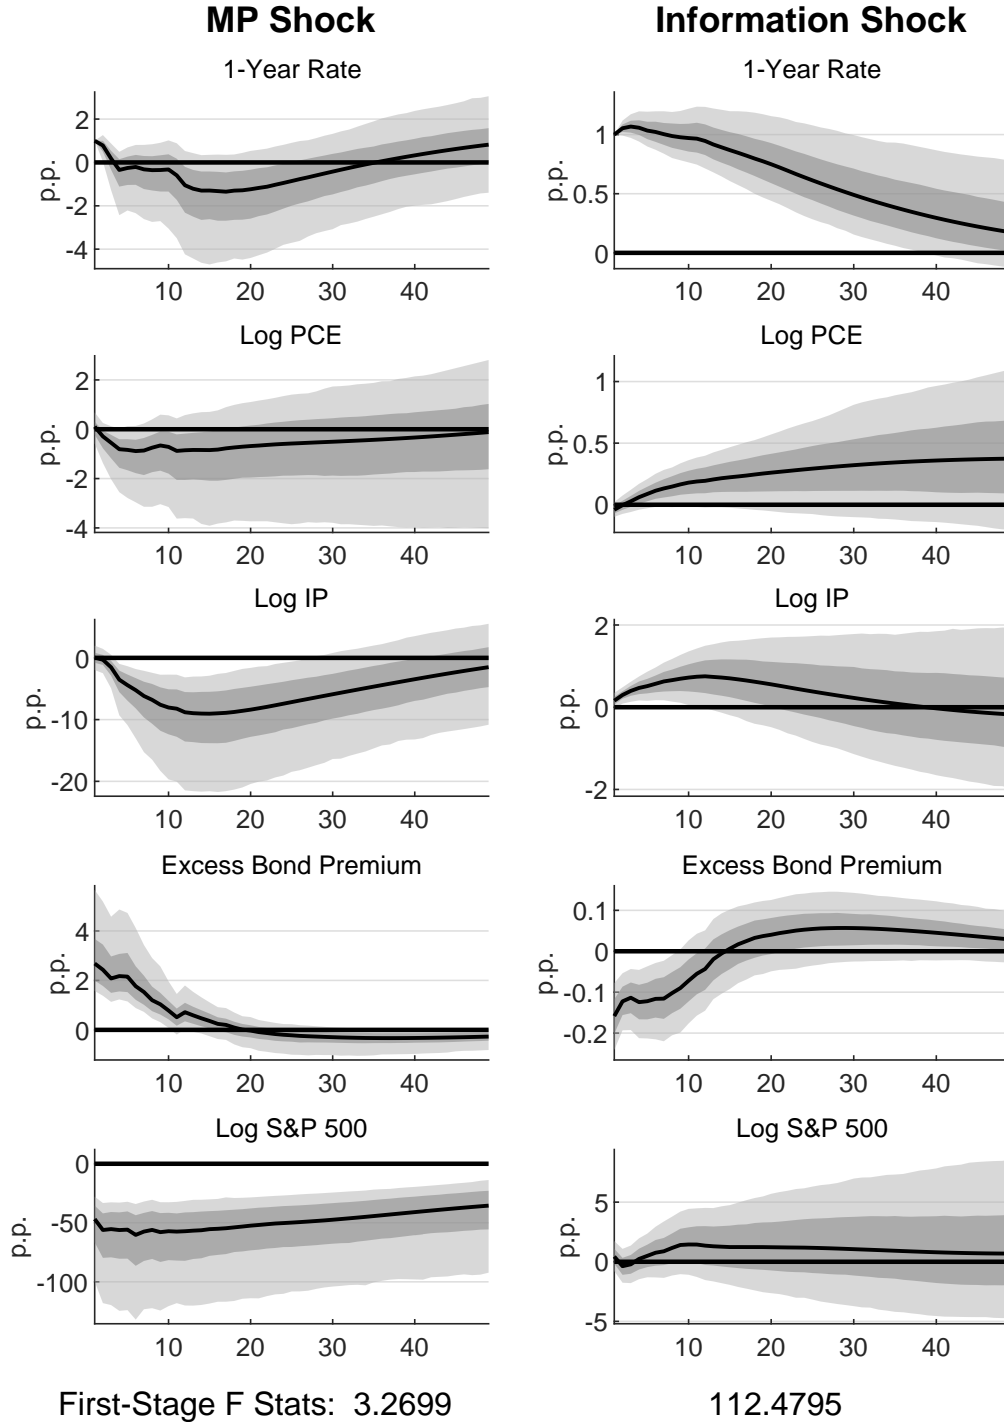 MP Shock
Information Shock
1-Year Rate
1-Year Rate
p.p.
2
0
-2
-4
10 20 30 40
p.p.
1
0.5
0
10 20 30 40
Log PCE
Log PCE
p.p.
2
0
-2
-4
10 20 30 40
p.p.
1
0.5
0
10 20 30 40
Log IP
Log IP
p.p.
0
-10
-20
10 20 30 40
2
0
-2
10 20 30 40
Excess Bond Premium
Excess Bond Premium
p.p.
4
2
0
10 20 30 40
p.p.
0.1
0
-0.1
-0.2
10 20 30 40
Log S&P 500
Log S&P 500
p.p.
0
-50
-100
10 20 30 40
p.p.
5
0
-5
10 20 30 40
First-Stage F Stats: 3.2699
112.4795